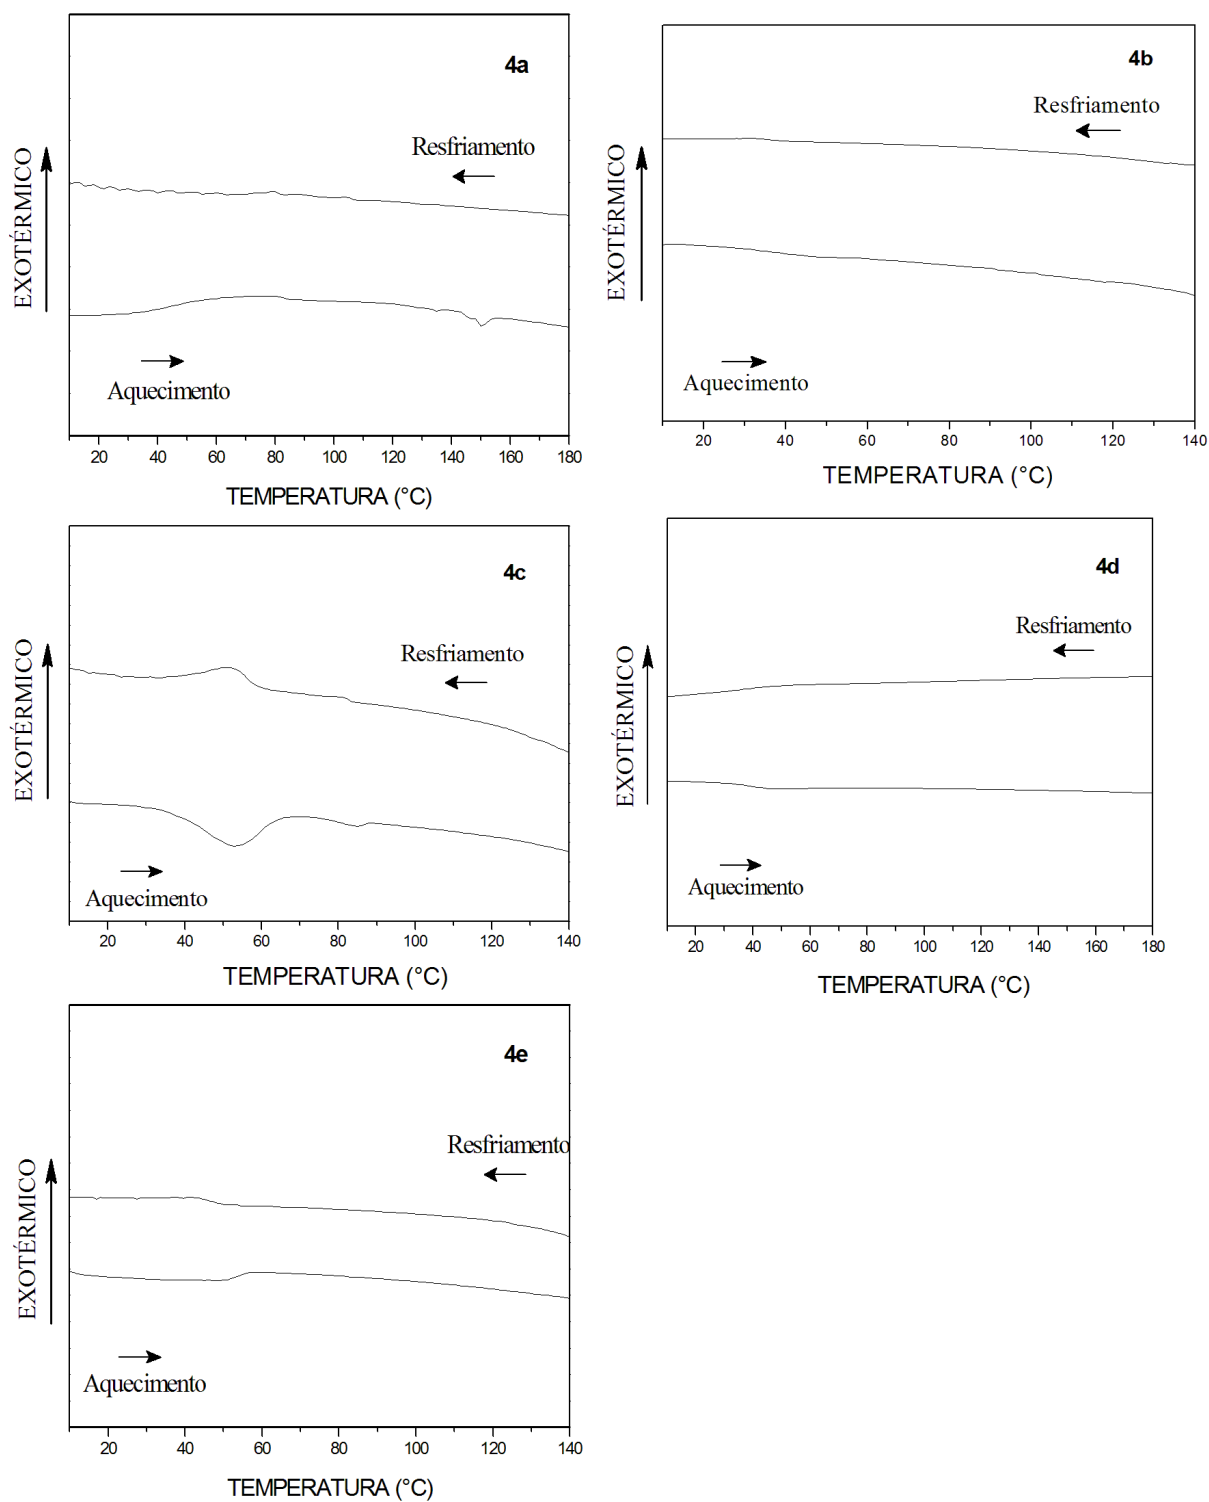 4a
Resfriamento
EXOTÉRMICO
Aquecimento
20 40 60 80 100 120 140 160 180
TEMPERATURA (°C)
4b
Resfriamento
EXOTÉRMICO
Aquecimento
20 40 60 80 100 120 140
TEMPERATURA (°C)
4c
Resfriamento
EXOTÉRMICO
Aquecimento
20 40 60 80 100 120 140
TEMPERATURA (°C)
4d
Resfriamento
EXOTÉRMICO
Aquecimento
20 40 60 80 100 120 140 160 180
TEMPERATURA (°C)
4e
Resfriamento
EXOTÉRMICO
Aquecimento
20 40 60 80 100 120 140
TEMPERATURA (°C)